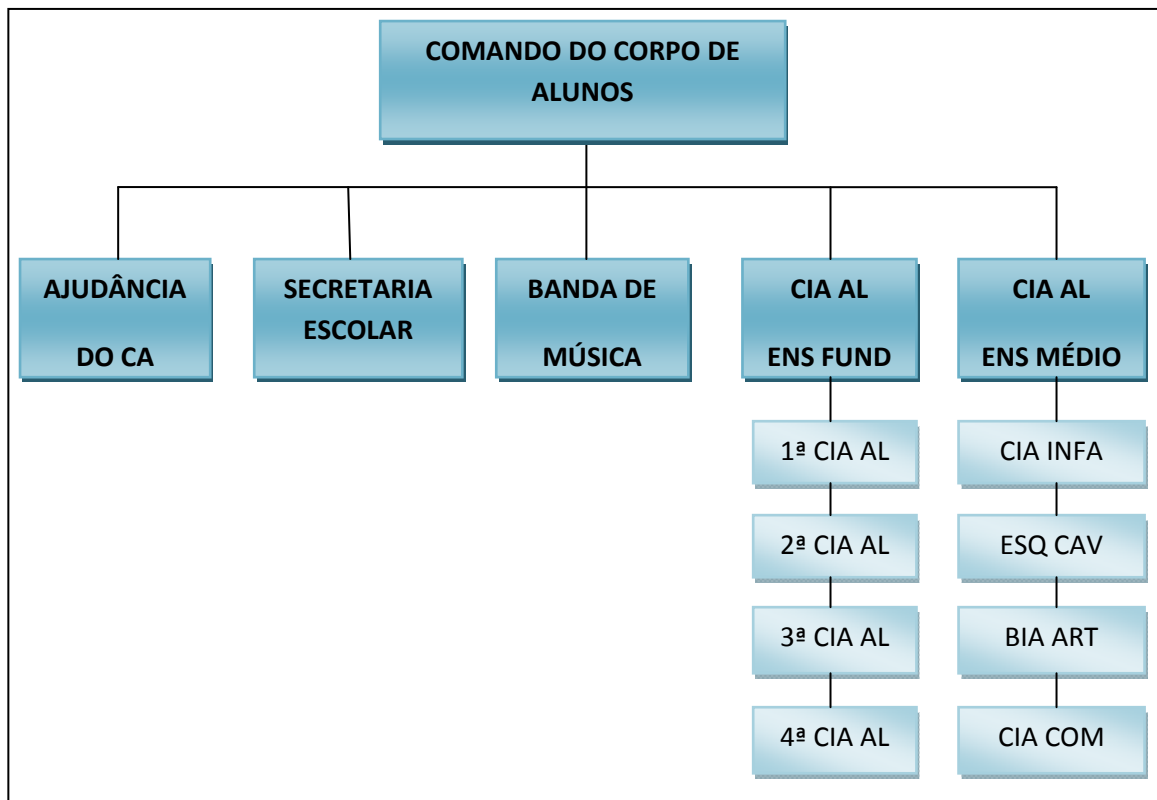 COMANDO DO CORPO DE
ALUNOS
AJUDÂNCIA
DO CA
SECRETARIA
ESCOLAR
BANDA DE
MÚSICA
CIA AL
ENS FUND
CIA AL
ENS MÉDIO
1ª CIA AL
2ª CIA AL
3ª CIA AL
4ª CIA AL
CIA INFA
ESQ CAV
BIA ART
CIA COM